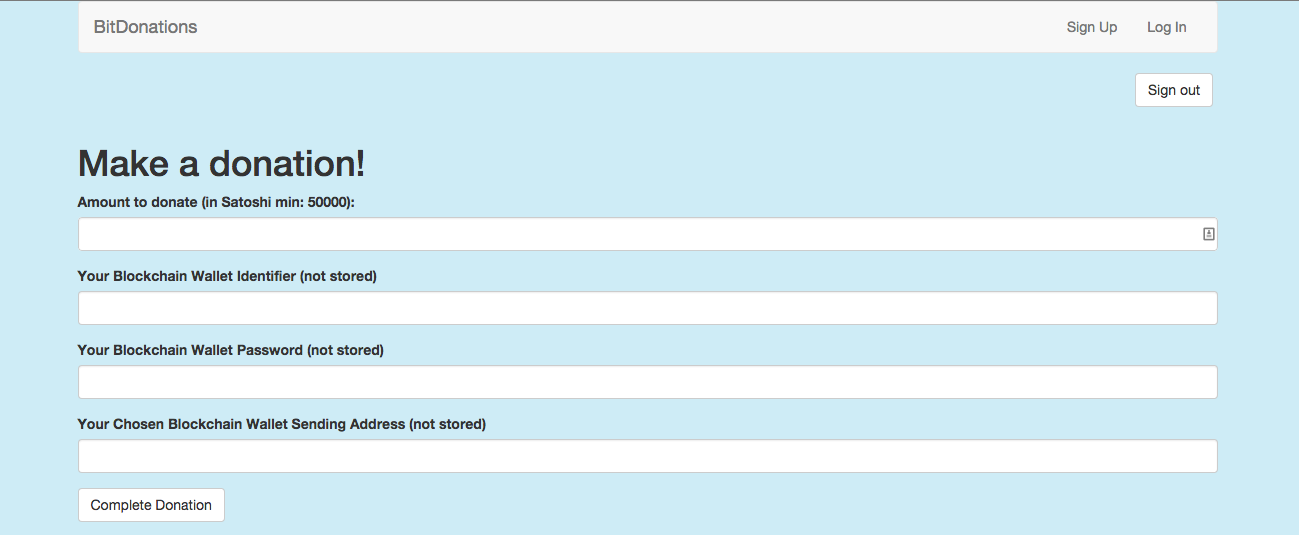 BitDonations
Sign Up
Log In
Sign out
Make a donation!
Amount to donate (in Satoshi min: 50000):
Your Blockchain Wallet Identifier (not stored)
Your Blockchain Wallet Password (not stored)
Your Chosen Blockchain Wallet Sending Address (not stored)
Complete Donation